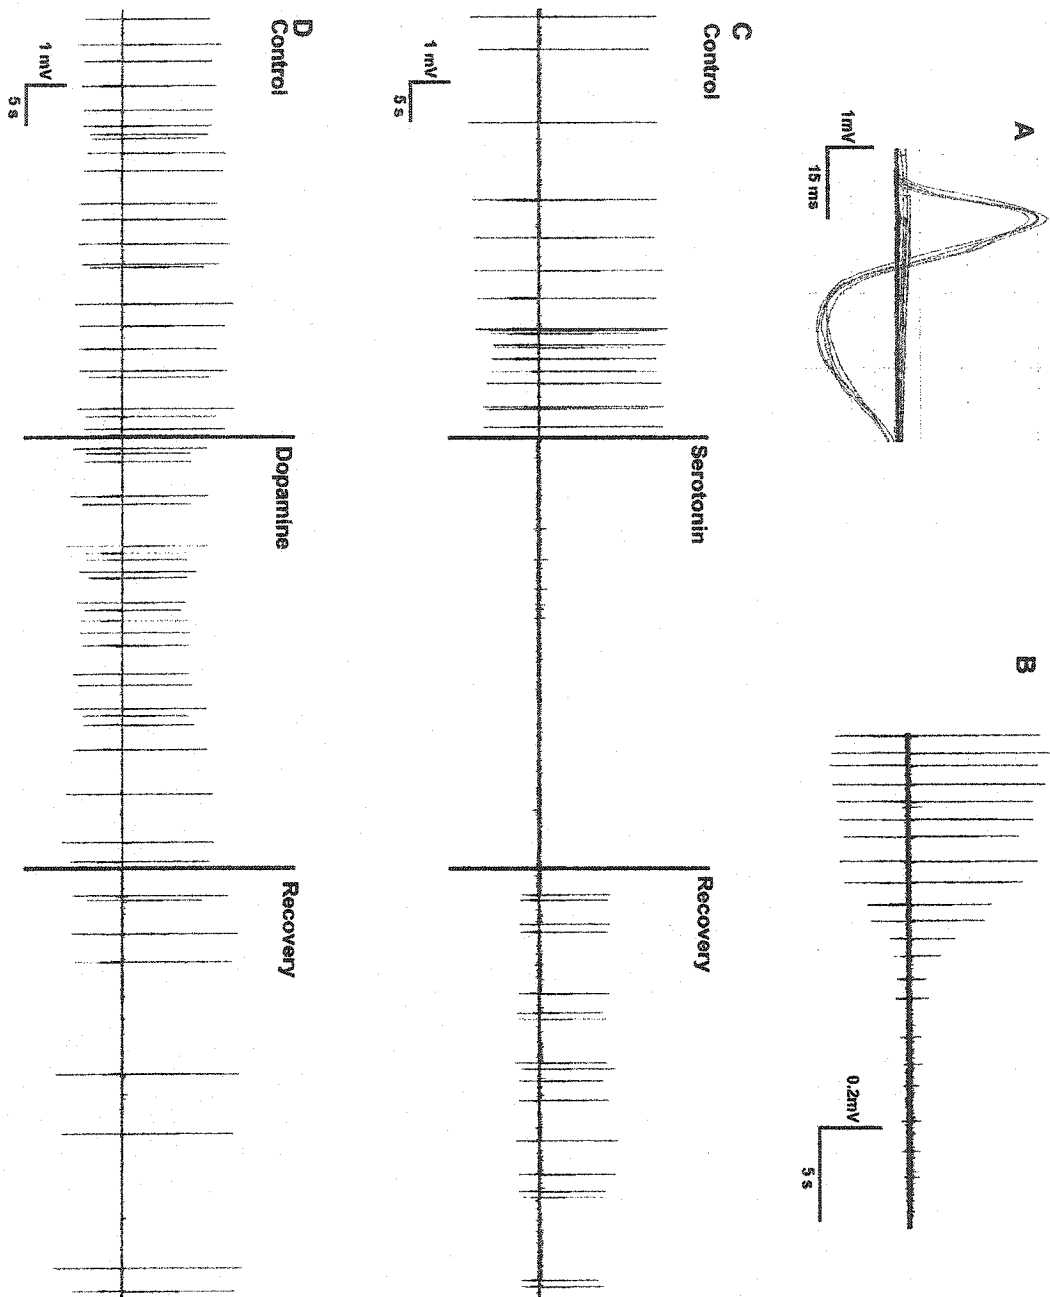 A
1mV
15 ms
B
0.2mV
5 s
C
Control
Serotonin
Recovery
1 mV
5 s
D
Control
Dopamine
Recovery
1 mV
5 s